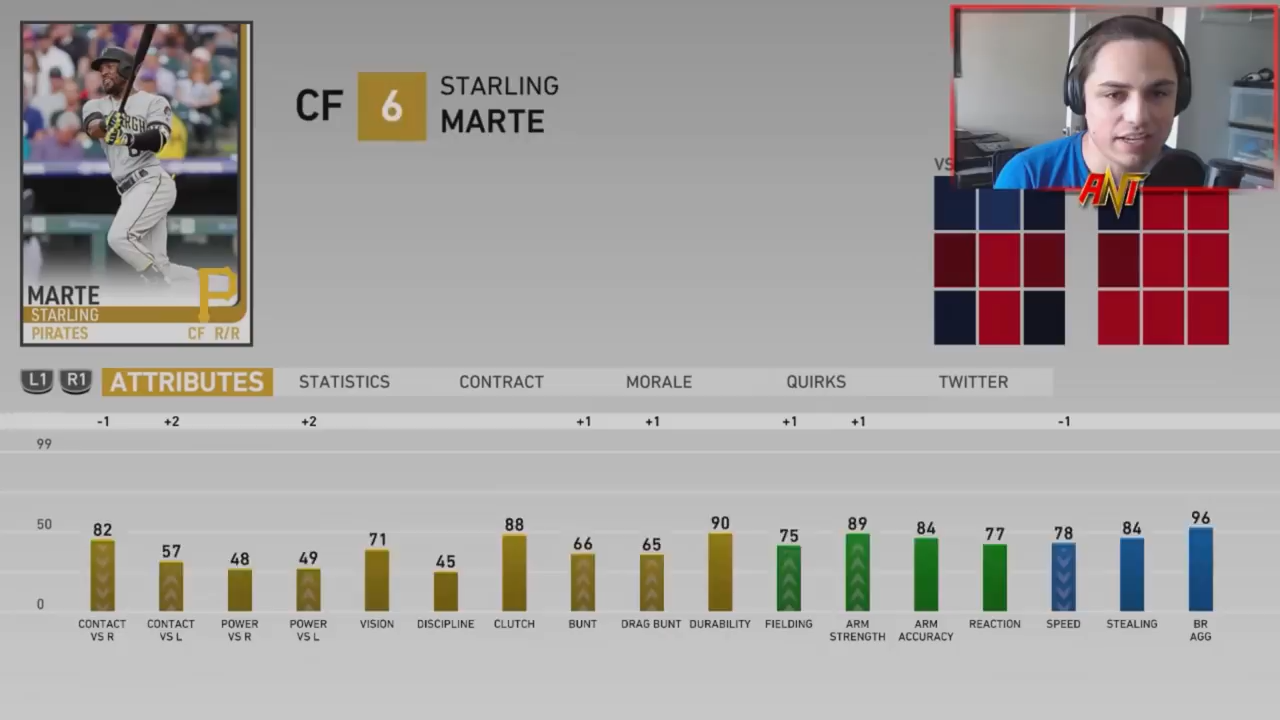 CF 6 STARLING
MARTE
ANT
VS
MARTE
STARLING
PIRATES CF R/R
P
L1 R1 ATTRIBUTES STATISTICS CONTRACT MORALE QUIRKS TWITTER
-1 +2 +2 +1 +1 +1 +1 -1
99
50
0
82 57 48 49 71 45 88 66 65 90 75 89 84 77 78 84 96
CONTACT VS R
CONTACT VS L
POWER VS R
POWER VS L
VISION
DISCIPLINE
CLUTCH
BUNT
DRAG BUNT
DURABILITY
FIELDING
ARM STRENGTH
ARM ACCURACY
REACTION
SPEED
STEALING
BR AGG